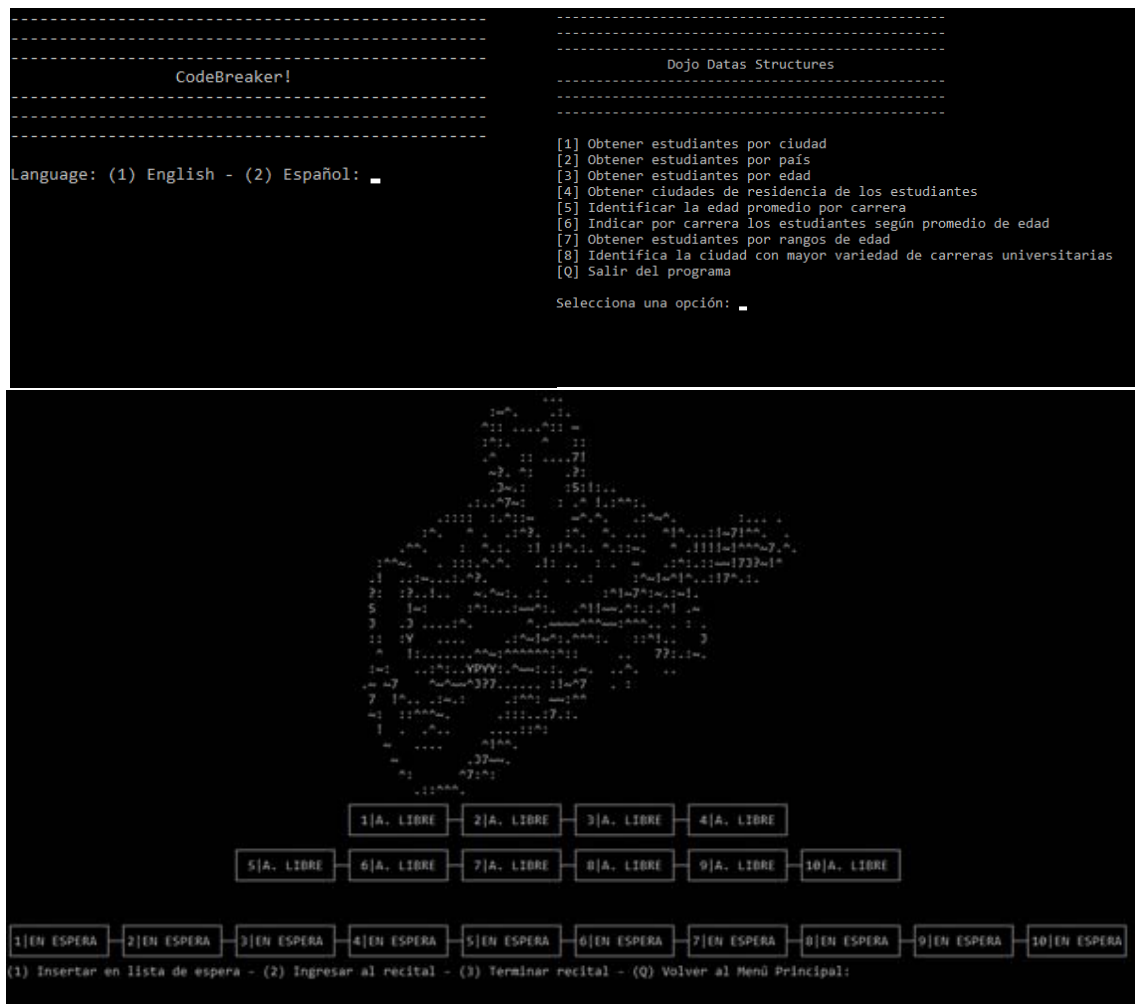 CodeBreaker!
Language: (1) English - (2) Español:
Dojo Datas Structures
[1] Obtener estudiantes por ciudad
[2] Obtener estudiantes por país
[3] Obtener estudiantes por edad
[4] Obtener ciudades de residencia de los estudiantes
[5] Identificar la edad promedio por carrera
[6] Indicar por carrera los estudiantes según promedio de edad
[7] Obtener estudiantes por rangos de edad
[8] Identifica la ciudad con mayor variedad de carreras universitarias
[Q] Salir del programa
Selecciona una opción:
1|A. LIBRE 2|A. LIBRE 3|A. LIBRE 4|A. LIBRE
5|A. LIBRE 6|A. LIBRE 7|A. LIBRE 8|A. LIBRE 9|A. LIBRE 10|A. LIBRE
1|EN ESPERA 2|EN ESPERA 3|EN ESPERA 4|EN ESPERA 5|EN ESPERA 6|EN ESPERA 7|EN ESPERA 8|EN ESPERA 9|EN ESPERA 10|EN ESPERA
(1) Insertar en lista de espera - (2) Ingresar al recital - (3) Terminar recital - (Q) Volver al Menú Principal: